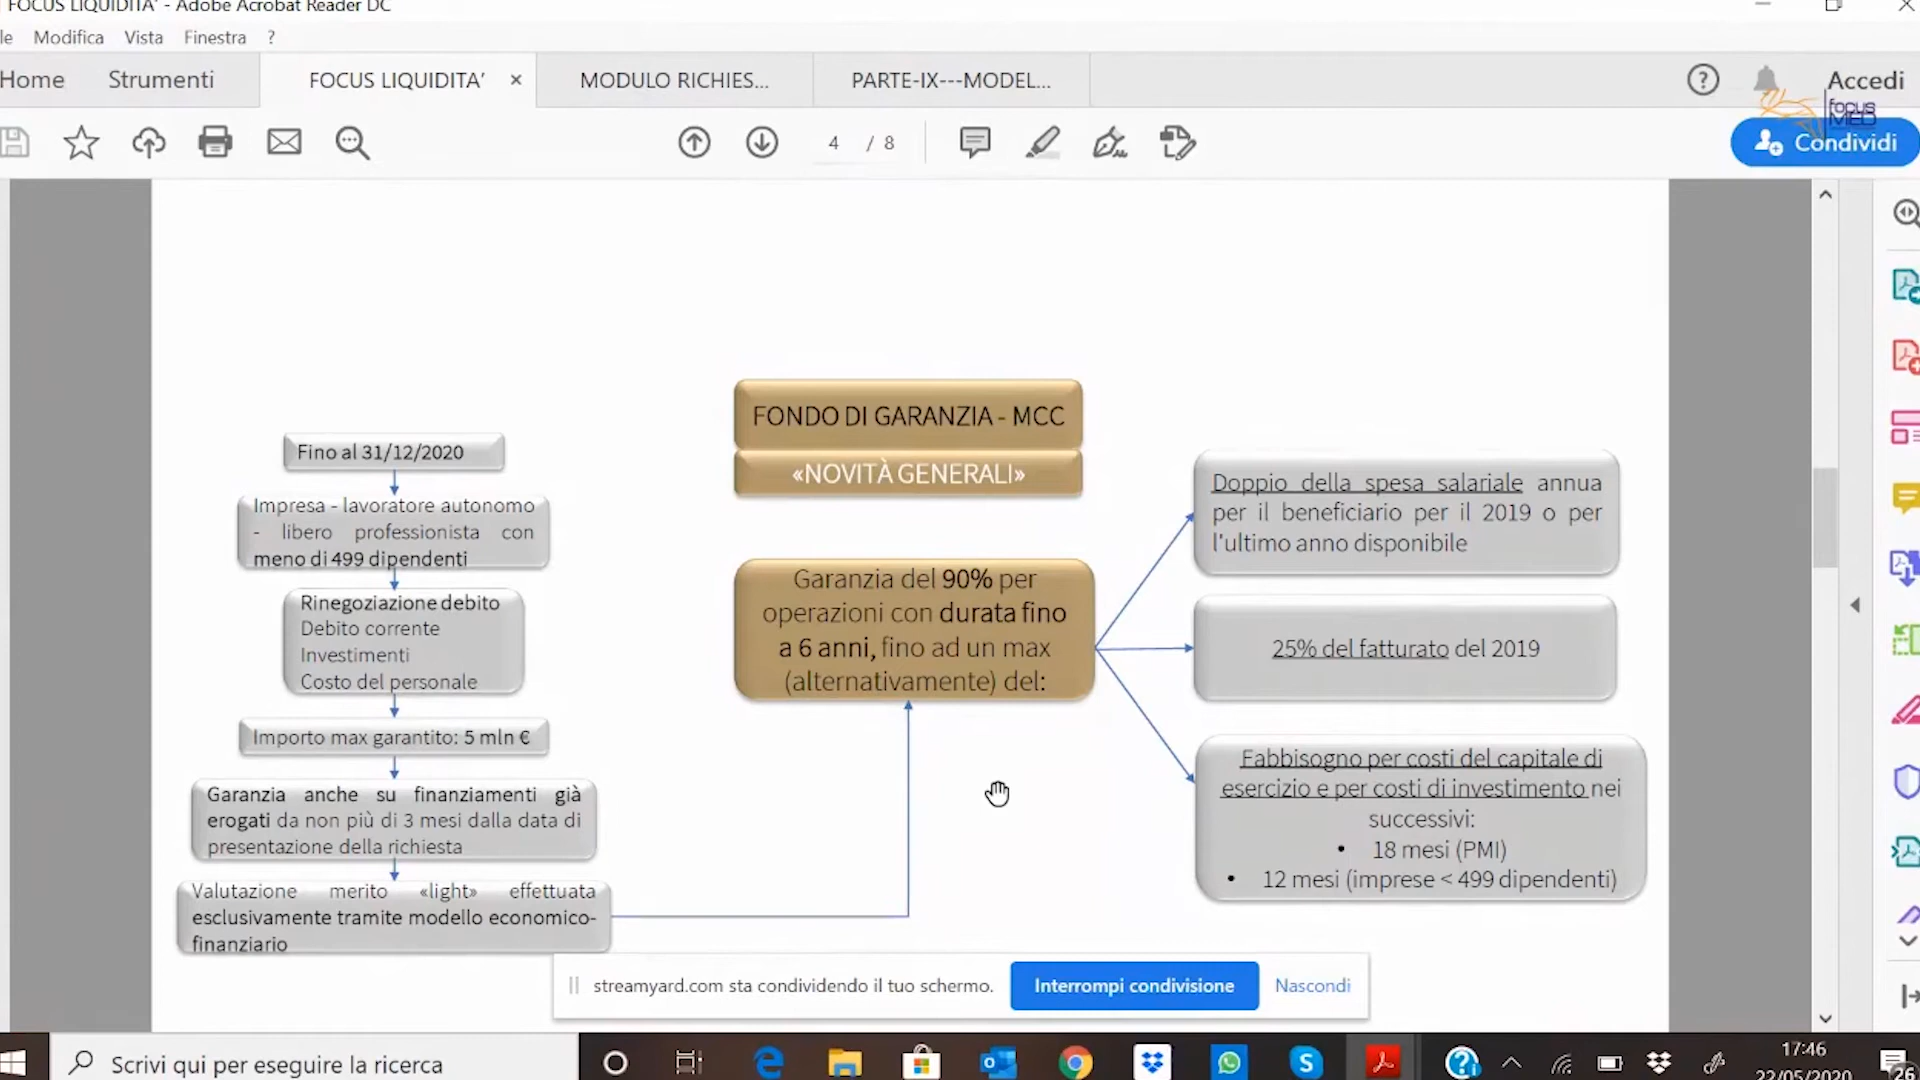 FOCUS LIQUIDITA' - Adobe Acrobat Reader DC
Modifica Vista Finestra ?
Home Strumenti FOCUS LIQUIDITA' × MODULO RICHIES... PARTE-IX---MODEL... ? Accedi
focus
MED
4 / 8 Condividi
FONDO DI GARANZIA - MCC
«NOVITÀ GENERALI»
Fino al 31/12/2020
Impresa - lavoratore autonomo
- libero professionista con
meno di 499 dipendenti
Rinegoziazione debito
Debito corrente
Investimenti
Costo del personale
Importo max garantito: 5 mln €
Garanzia anche su finanziamenti già
erogati da non più di 3 mesi dalla data di
presentazione della richiesta
Valutazione merito «light» effettuata
esclusivamente tramite modello economico-
finanziario
Garanzia del 90% per
operazioni con durata fino
a 6 anni, fino ad un max
(alternativamente) del:
Doppio della spesa salariale annua
per il beneficiario per il 2019 o per
l'ultimo anno disponibile
25% del fatturato del 2019
Fabbisogno per costi del capitale di
esercizio e per costi di investimento nei
successivi:
• 18 mesi (PMI)
• 12 mesi (imprese < 499 dipendenti)
streamyard.com sta condividendo il tuo schermo. Interrompi condivisione Nascondi
Scrivi qui per eseguire la ricerca
17:46
22/05/2020
26